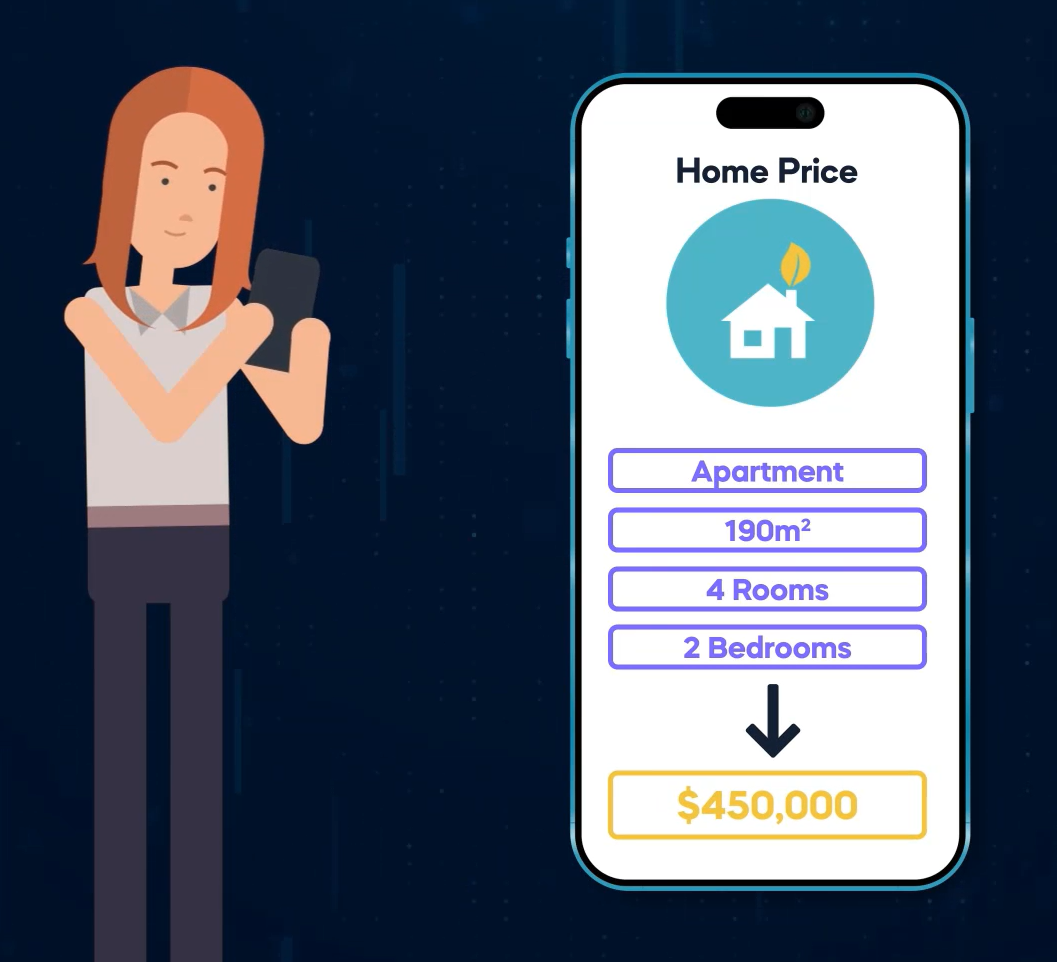 Home Price
Apartment
190m²
4 Rooms
2 Bedrooms
$450,000